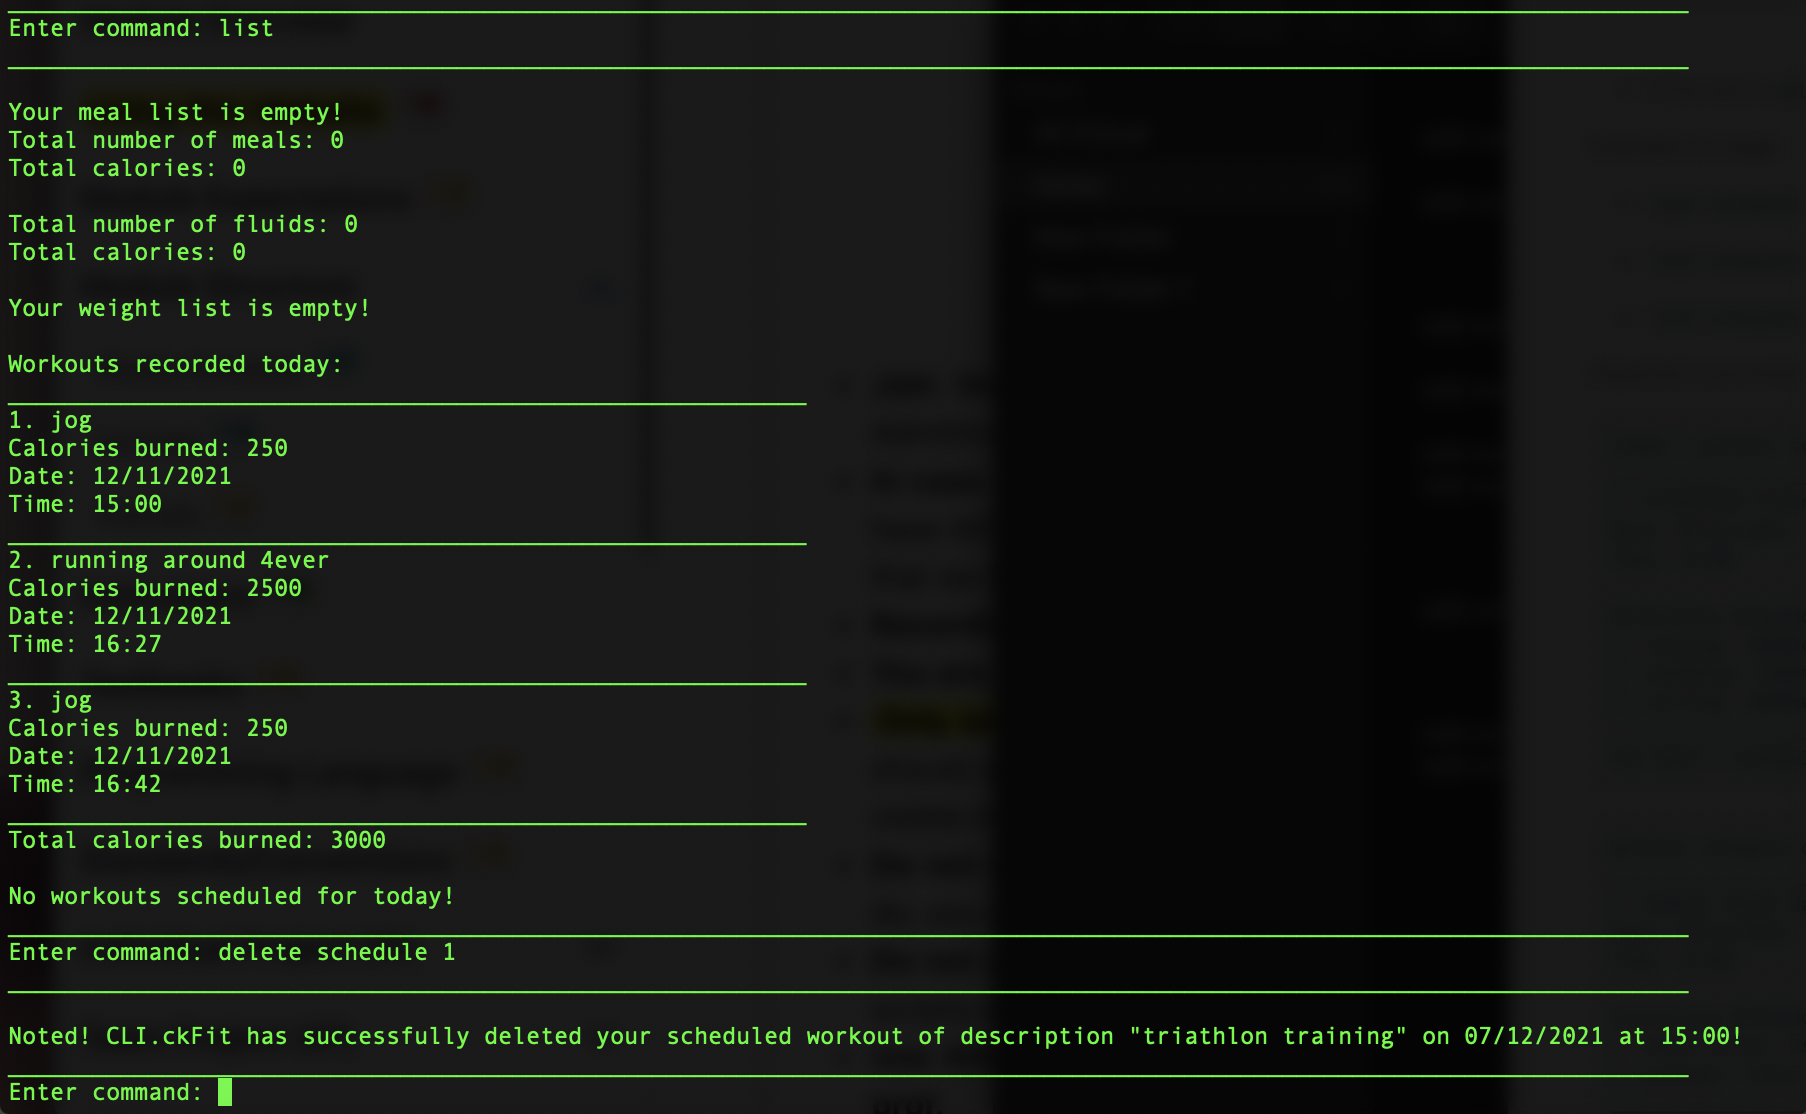 Enter command: list
Your meal list is empty!
Total number of meals: 0
Total calories: 0
Total number of fluids: 0
Total calories: 0
Your weight list is empty!
Workouts recorded today:
1. jog
Calories burned: 250
Date: 12/11/2021
Time: 15:00
2. running around 4ever
Calories burned: 2500
Date: 12/11/2021
Time: 16:27
3. jog
Calories burned: 250
Date: 12/11/2021
Time: 16:42
Total calories burned: 3000
No workouts scheduled for today!
Enter command: delete schedule 1
Noted! CLI.ckFit has successfully deleted your scheduled workout of description "triathlon training" on 07/12/2021 at 15:00!
Enter command: